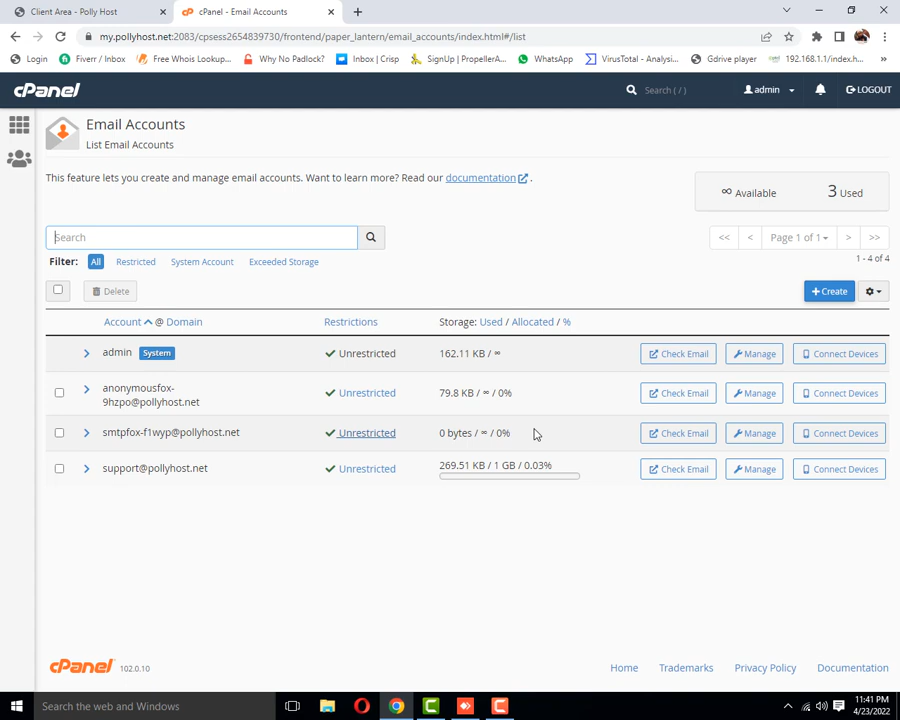 Client Area - Polly Host
cPanel - Email Accounts
my.pollyhost.net:2083/cpsess2654839730/frontend/paper_lantern/email_accounts/index.html#/list
Login
Fiverr / Inbox
Free Whois Lookup...
Why No Padlock?
Inbox | Crisp
SignUp | PropellerA...
WhatsApp
VirusTotal - Analysi...
Gdrive player
192.168.1.1/index.h...
»
cPanel
Search ( / )
admin
LOGOUT
Email Accounts
List Email Accounts
This feature lets you create and manage email accounts. Want to learn more? Read our documentation .
∞ Available
3 Used
Search
<<
<
Page 1 of 1
>
>>
Filter: All Restricted System Account Exceeded Storage
1 - 4 of 4
Delete
+ Create
Account @ Domain
Restrictions
Storage: Used / Allocated / %
admin System
Unrestricted
162.11 KB / ∞
Check Email
Manage
Connect Devices
anonymousfox-
9hzpo@pollyhost.net
Unrestricted
79.8 KB / ∞ / 0%
Check Email
Manage
Connect Devices
smtpfox-f1wyp@pollyhost.net
Unrestricted
0 bytes / ∞ / 0%
Check Email
Manage
Connect Devices
support@pollyhost.net
Unrestricted
269.51 KB / 1 GB / 0.03%
Check Email
Manage
Connect Devices
cPanel 102.0.10
Home
Trademarks
Privacy Policy
Documentation
Search the web and Windows
11:41 PM
4/23/2022